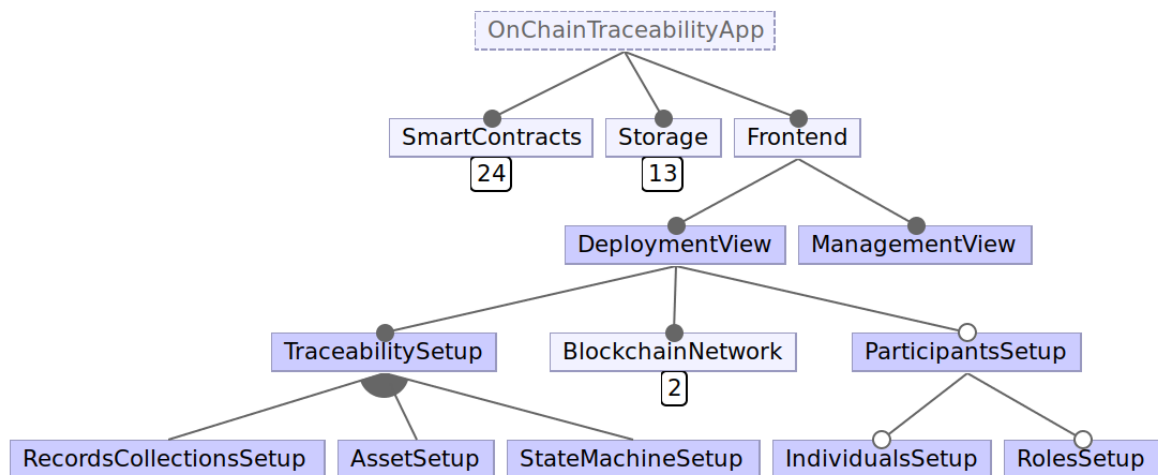 OnChainTraceabilityApp
SmartContracts Storage Frontend
24 13
DeploymentView ManagementView
TraceabilitySetup BlockchainNetwork ParticipantsSetup
2
RecordsCollectionsSetup AssetSetup StateMachineSetup IndividualsSetup RolesSetup